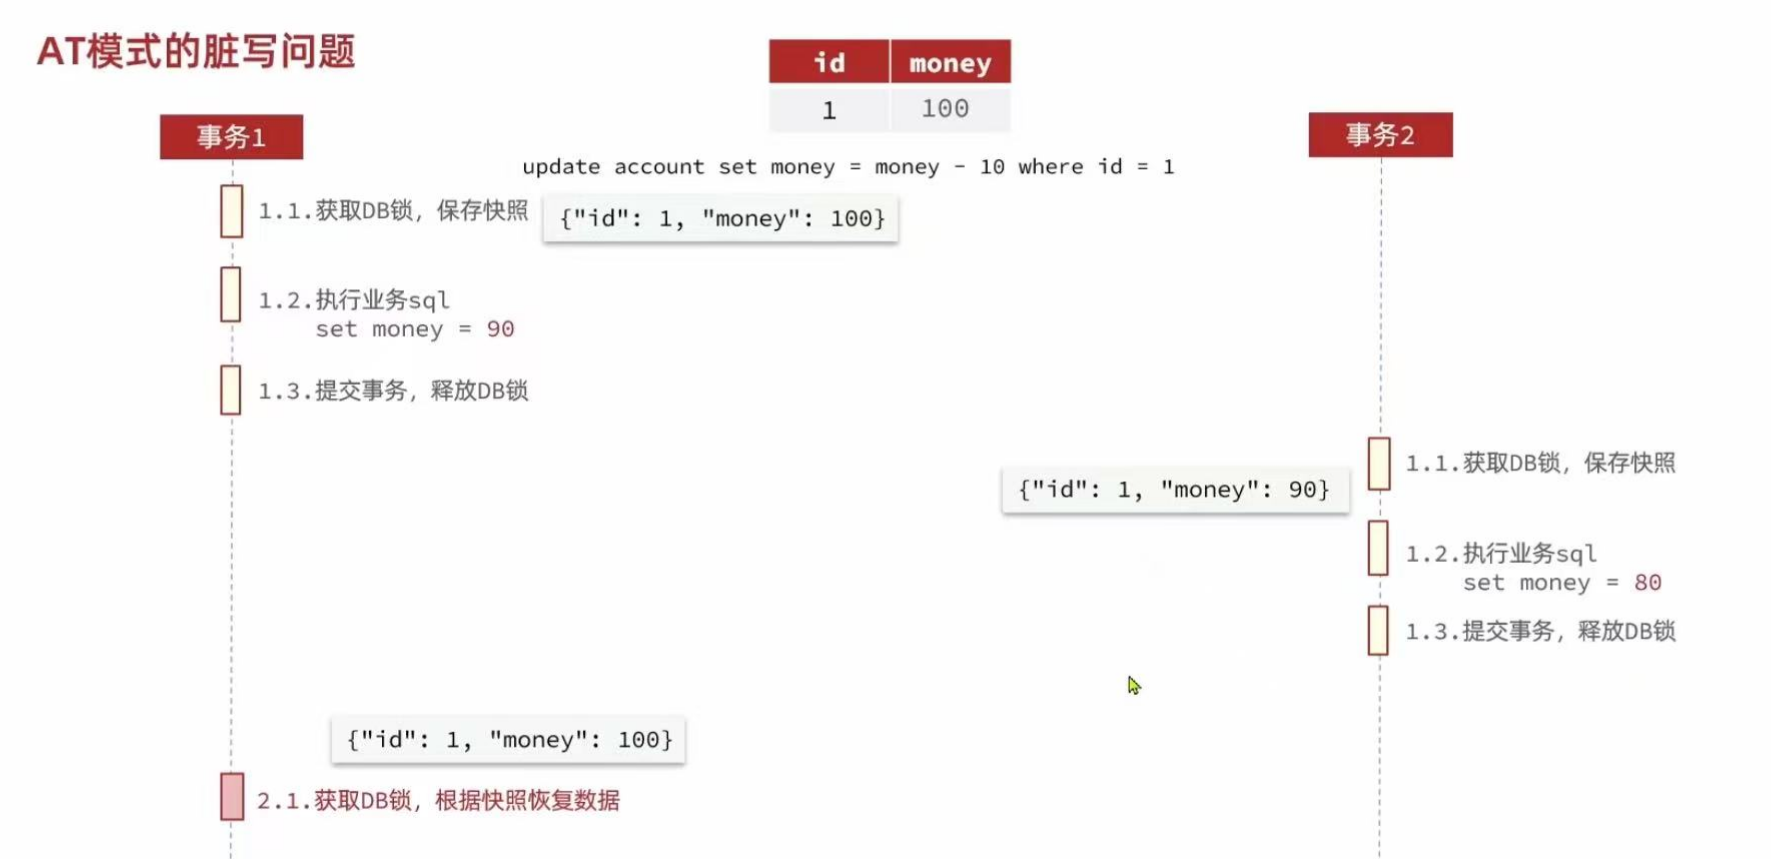 AT模式的脏写问题
id money
1 100
事务1
事务2
update account set money = money - 10 where id = 1
1.1.获取DB锁，保存快照
{"id": 1, "money": 100}
1.2.执行业务sql
set money = 90
1.3.提交事务，释放DB锁
1.1.获取DB锁，保存快照
{"id": 1, "money": 90}
1.2.执行业务sql
set money = 80
1.3.提交事务，释放DB锁
{"id": 1, "money": 100}
2.1.获取DB锁，根据快照恢复数据